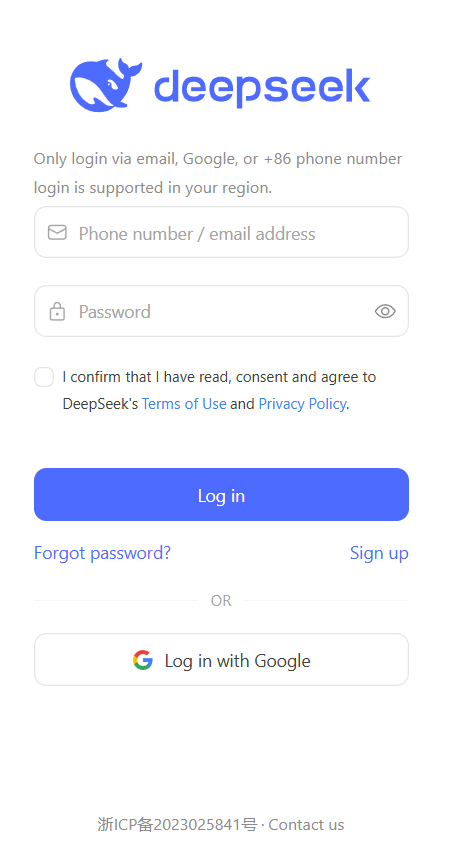 deepseek
Only login via email, Google, or +86 phone number
login is supported in your region.
Phone number / email address
Password
I confirm that I have read, consent and agree to
DeepSeek's Terms of Use and Privacy Policy.
Log in
Forgot password? Sign up
OR
Log in with Google
浙ICP备2023025841号 · Contact us